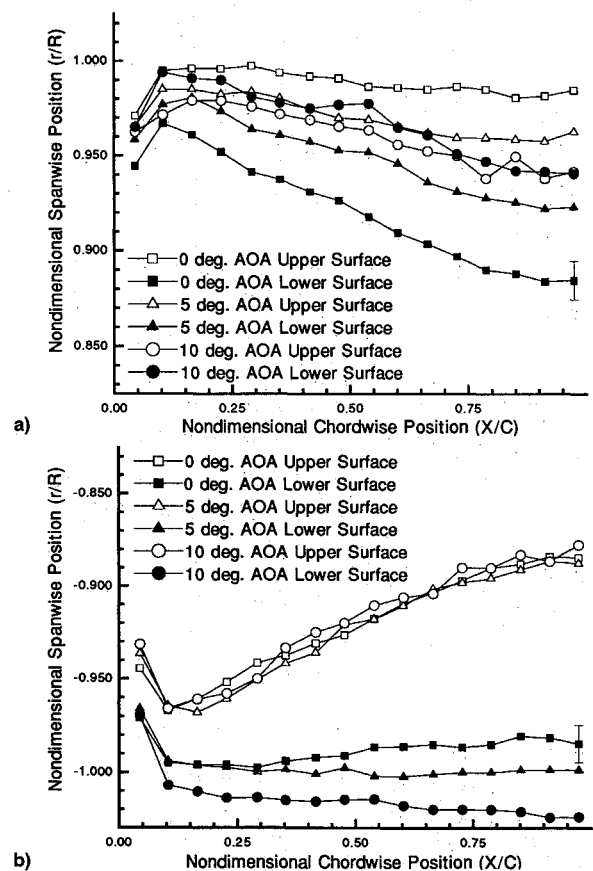 Nondimensional Spanwise Position (r/R)
1.000
0.950
0.900
0.850
0 deg. AOA Upper Surface
0 deg. AOA Lower Surface
5 deg. AOA Upper Surface
5 deg. AOA Lower Surface
10 deg. AOA Upper Surface
10 deg. AOA Lower Surface
0.00 0.25 0.50 0.75
a)
Nondimensional Chordwise Position (X/C)
Nondimensional Spanwise Position (r/R)
-0.850
-0.900
-0.950
-1.000
0 deg. AOA Upper Surface
0 deg. AOA Lower Surface
5 deg. AOA Upper Surface
5 deg. AOA Lower Surface
10 deg. AOA Upper Surface
10 deg. AOA Lower Surface
0.00 0.25 0.50 0.75
b)
Nondimensional Chordwise Position (X/C)